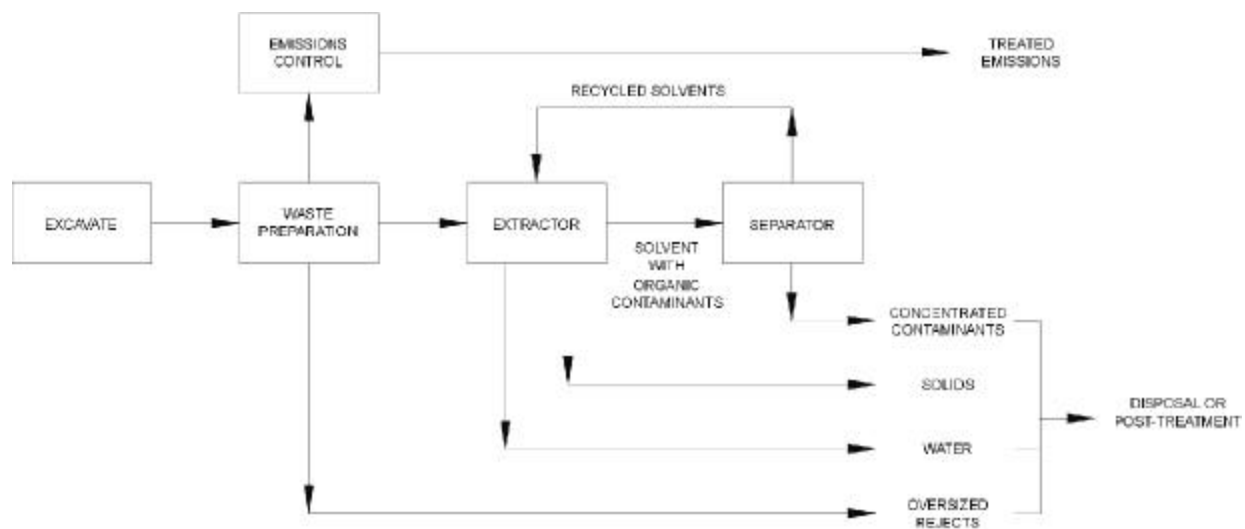 EMISSIONS
CONTROL
TREATED
EMISSIONS
RECYCLED SOLVENTS
EXCAVATE
WASTE
PREPARATION
EXTRACTOR
SEPARATOR
SOLVENT
WITH
ORGANIC
CONTAMINANTS
CONCENTRATED
CONTAMINANTS
SOLIDS
DISPOSAL OR
POST-TREATMENT
WATER
OVERSIZED
REJECTS